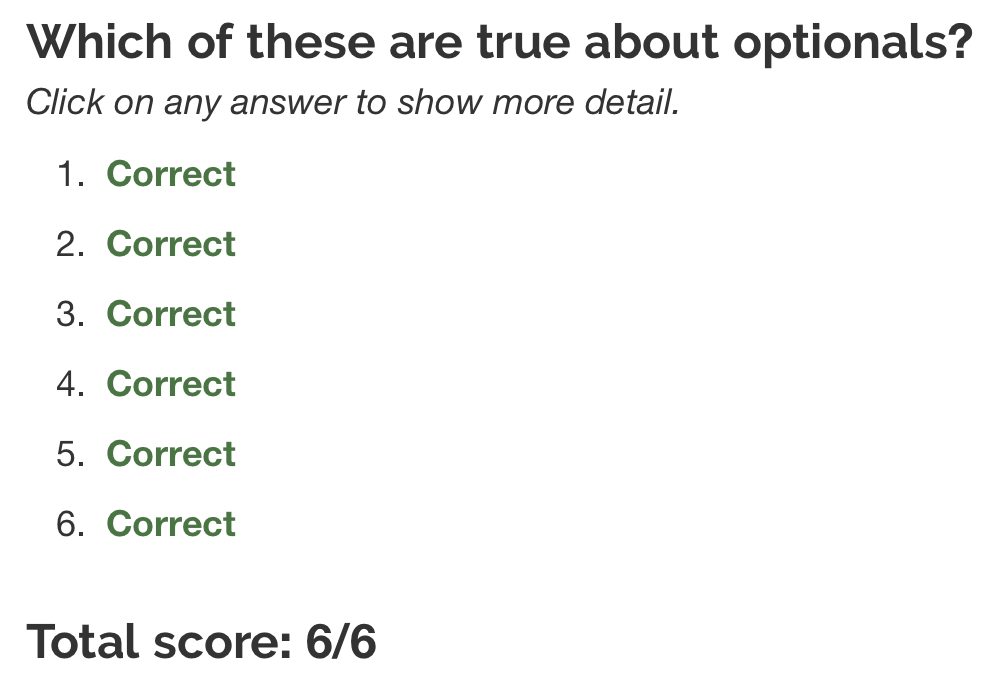 Which of these are true about optionals?
Click on any answer to show more detail.
1. Correct
2. Correct
3. Correct
4. Correct
5. Correct
6. Correct
Total score: 6/6